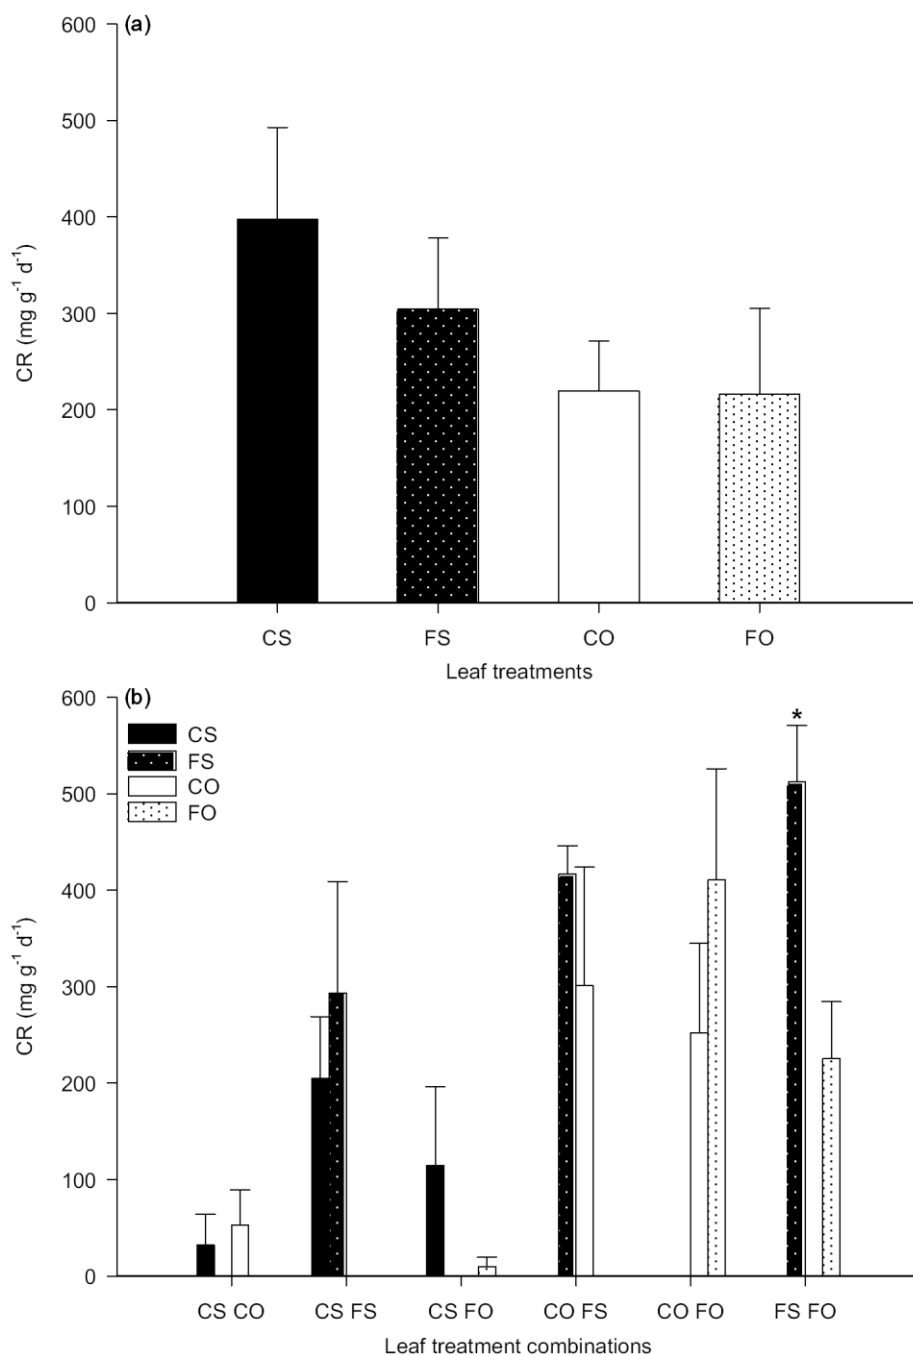 (a)
600
500
400
300
200
100
0
CR (mg g⁻¹ d⁻¹)
CS FS CO FO
Leaf treatments
(b)
600
500
400
300
200
100
0
CR (mg g⁻¹ d⁻¹)
CS
FS
CO
FO
*
CS CO CS FS CS FO CO FS CO FO FS FO
Leaf treatment combinations